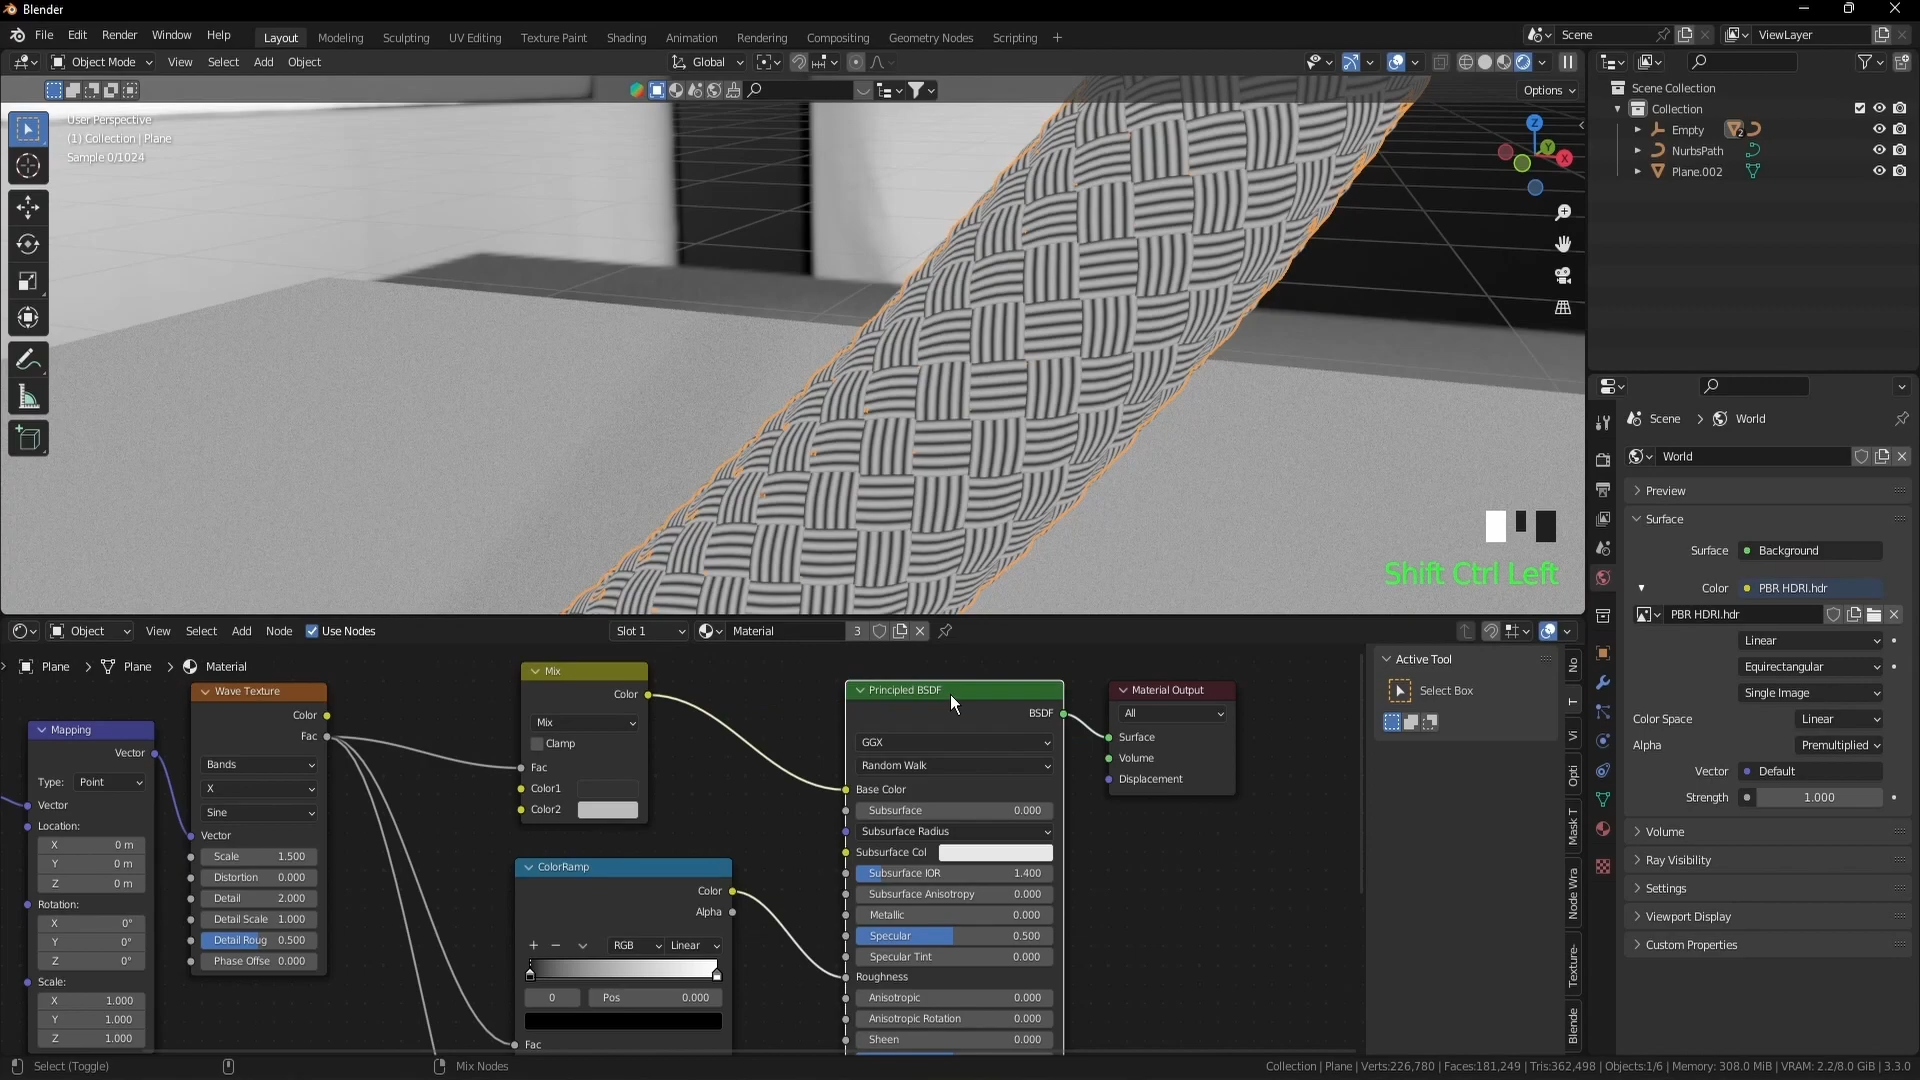 Blender
File Edit Render Window Help
Layout Modeling Sculpting UV Editing Texture Paint Shading Animation Rendering Compositing Geometry Nodes Scripting +
Scene
ViewLayer
Object Mode View Select Add Object
Global
Options
User Perspective
(1) Collection | Plane
Sample 0/1024
Z
Y
X
Shift Ctrl Left
Scene Collection
Collection
Empty 2
NurbsPath
Plane.002
Scene > World
World
Preview
Surface
Surface Background
Color PBR HDRI.hdr
PBR HDRI.hdr
Linear
Equirectangular
Single Image
Color Space Linear
Alpha Premultiplied
Vector Default
Strength 1.000
Volume
Ray Visibility
Settings
Viewport Display
Custom Properties
Object View Select Add Node Use Nodes
Slot 1
Material 3
Plane > Plane > Material
Mapping
Vector
Type: Point
Vector
Location:
X 0 m
Y 0 m
Z 0 m
Rotation:
X 0°
Y 0°
Z 0°
Scale:
X 1.000
Y 1.000
Z 1.000
Wave Texture
Color
Fac
Bands
X
Sine
Vector
Scale 1.500
Distortion 0.000
Detail 2.000
Detail Scale 1.000
Detail Roug 0.500
Phase Offse 0.000
Mix
Color
Mix
Clamp
Fac
Color1
Color2
ColorRamp
Color
Alpha
+ − RGB Linear
0 Pos 0.000
Fac
Principled BSDF
BSDF
GGX
Random Walk
Base Color
Subsurface 0.000
Subsurface Radius
Subsurface Col
Subsurface IOR 1.400
Subsurface Anisotropy 0.000
Metallic 0.000
Specular 0.500
Specular Tint 0.000
Roughness
Anisotropic 0.000
Anisotropic Rotation 0.000
Sheen 0.000
Material Output
All
Surface
Volume
Displacement
Active Tool
Select Box
No
T
Vi
Opti
Mask T
Node Wra
Texture-
Blende
Select (Toggle)
Mix Nodes
Collection | Plane | Verts:226,780 | Faces:181,249 | Tris:362,498 | Objects:1/6 | Memory: 308.0 MiB | VRAM: 2.2/8.0 GiB | 3.3.0